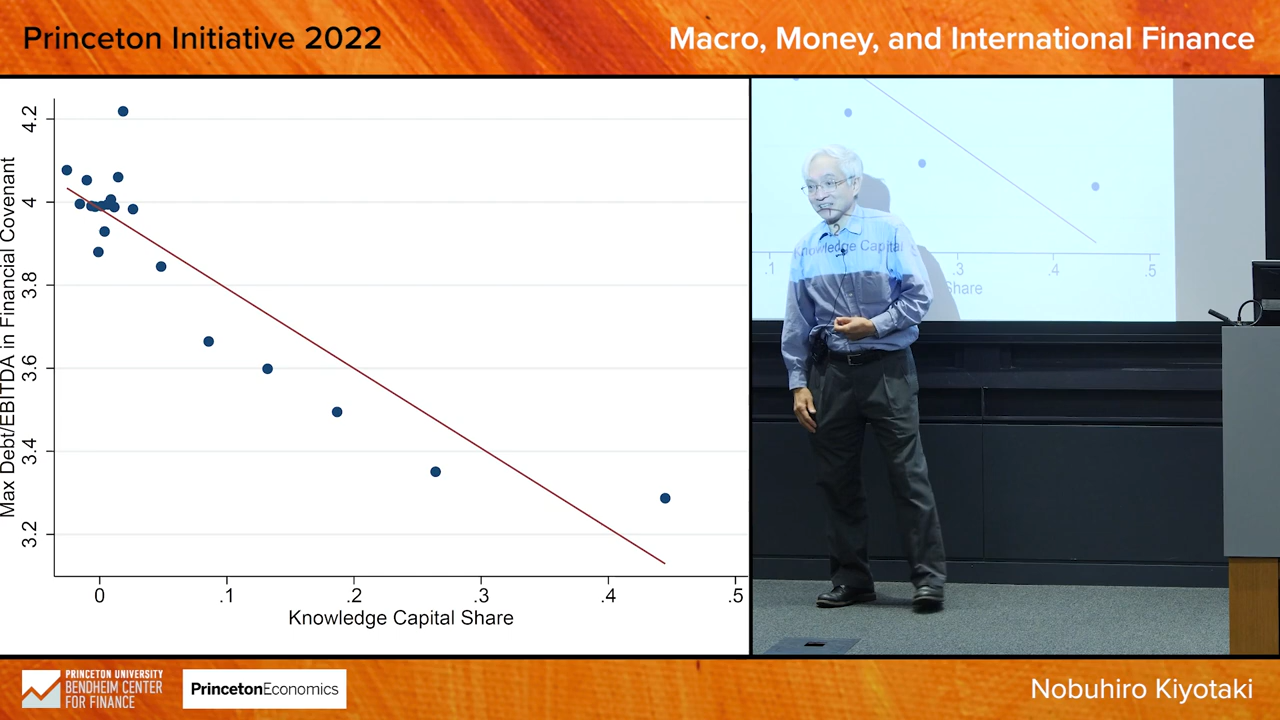 Princeton Initiative 2022
Macro, Money, and International Finance
Max Debt/EBITDA in Financial Covenant
4.2
4
3.8
3.6
3.4
3.2
0 .1 .2 .3 .4 .5
Knowledge Capital Share
Knowledge Capital
.1 .3 .4 .5
Share
PRINCETON UNIVERSITY
BENDHEIM CENTER
FOR FINANCE
PrincetonEconomics
Nobuhiro Kiyotaki